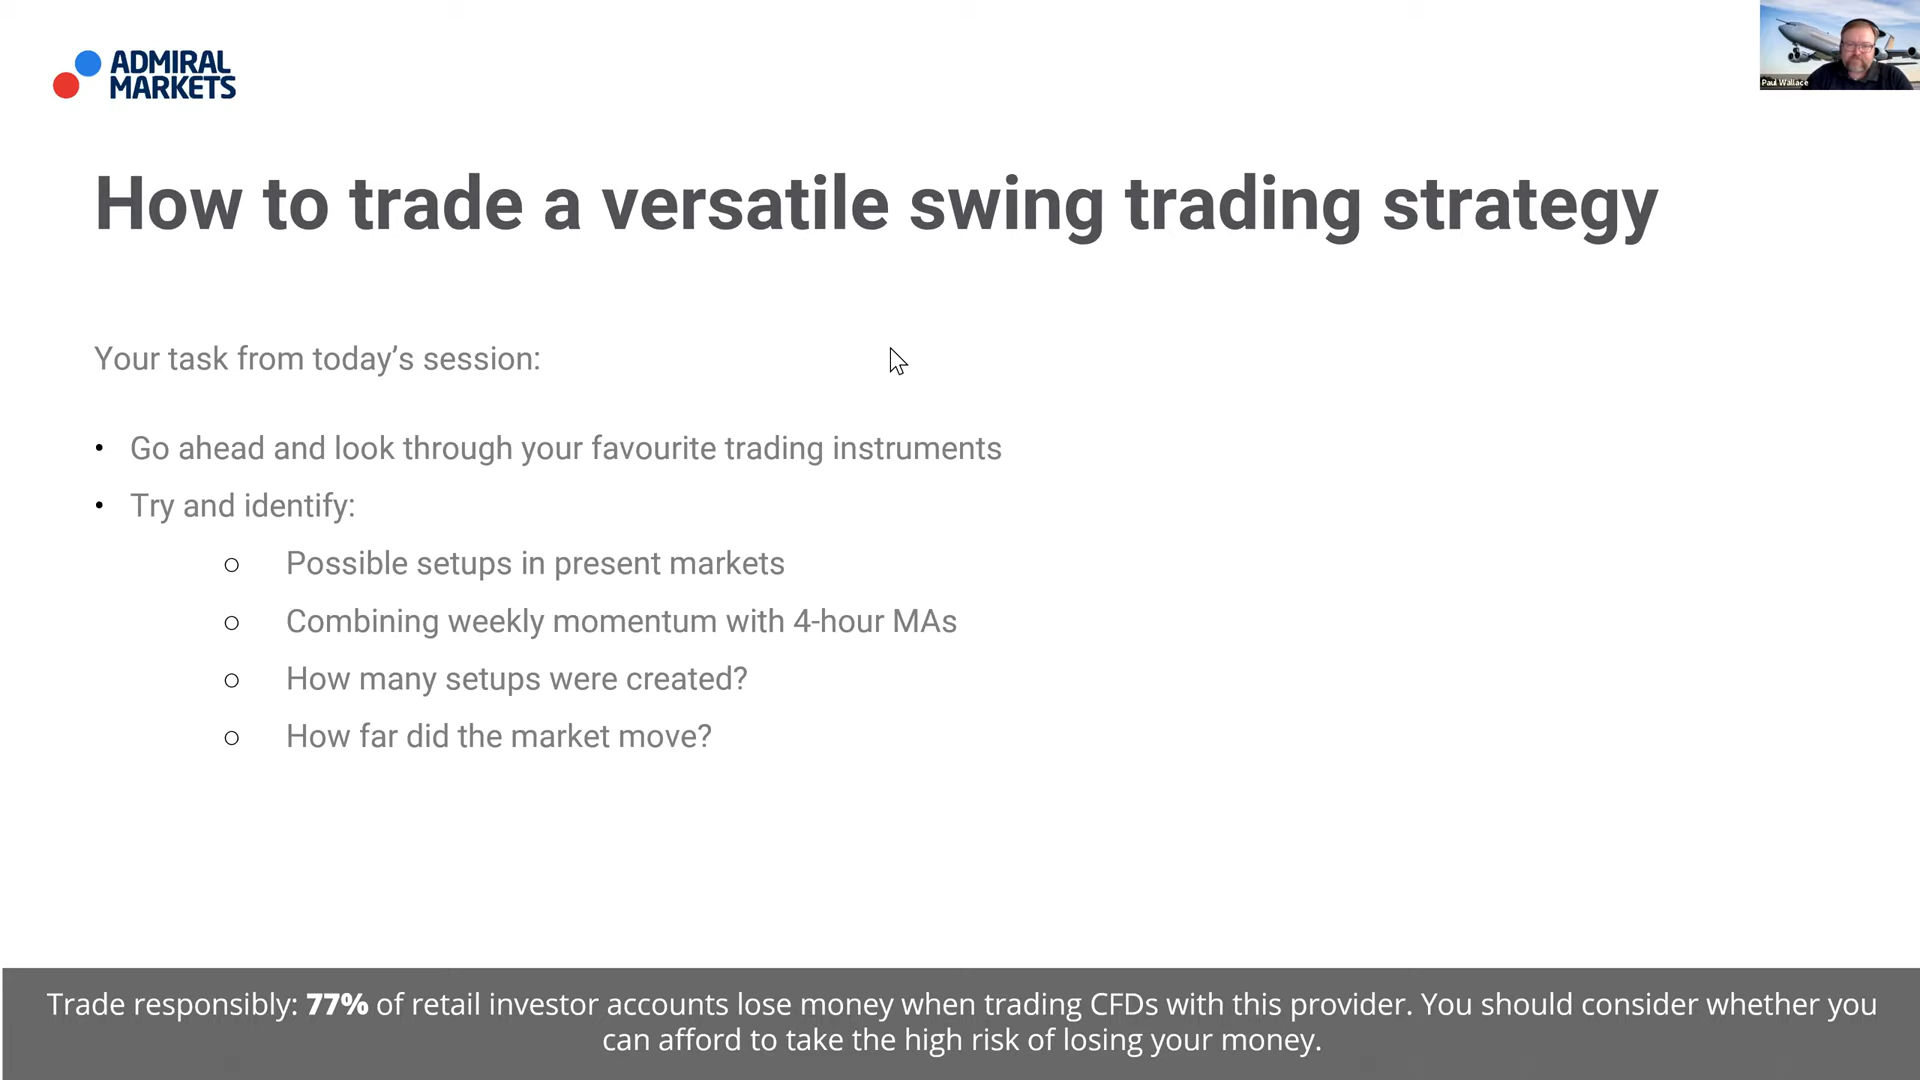 ADMIRAL
MARKETS
Paul Wallace
How to trade a versatile swing trading strategy
Your task from today’s session:
• Go ahead and look through your favourite trading instruments
• Try and identify:
○ Possible setups in present markets
○ Combining weekly momentum with 4-hour MAs
○ How many setups were created?
○ How far did the market move?
Trade responsibly: 77% of retail investor accounts lose money when trading CFDs with this provider. You should consider whether you
can afford to take the high risk of losing your money.